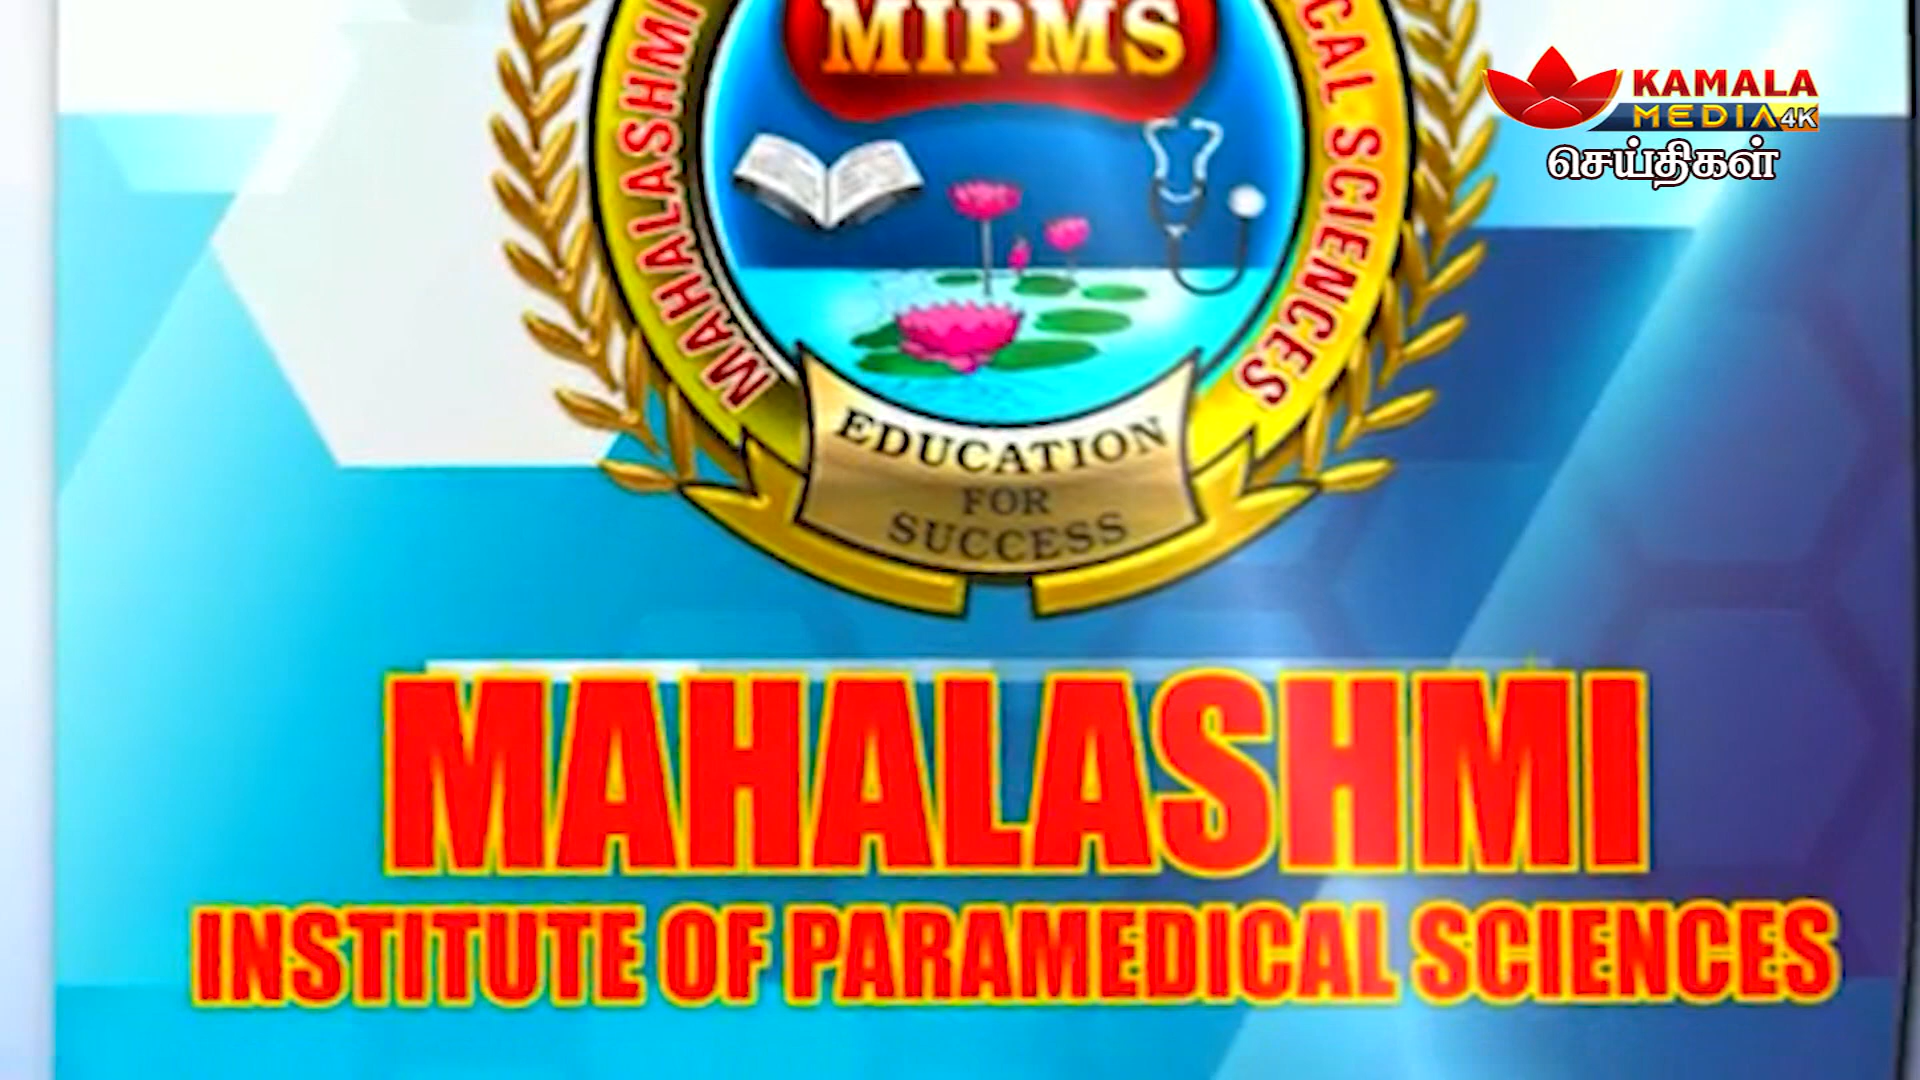 MIPMS
MAHALASHMI
CAL SCIENCES
EDUCATION
FOR
SUCCESS
KAMALA
MEDIA 4K
செய்திகள்
MAHALASHMI
INSTITUTE OF PARAMEDICAL SCIENCES